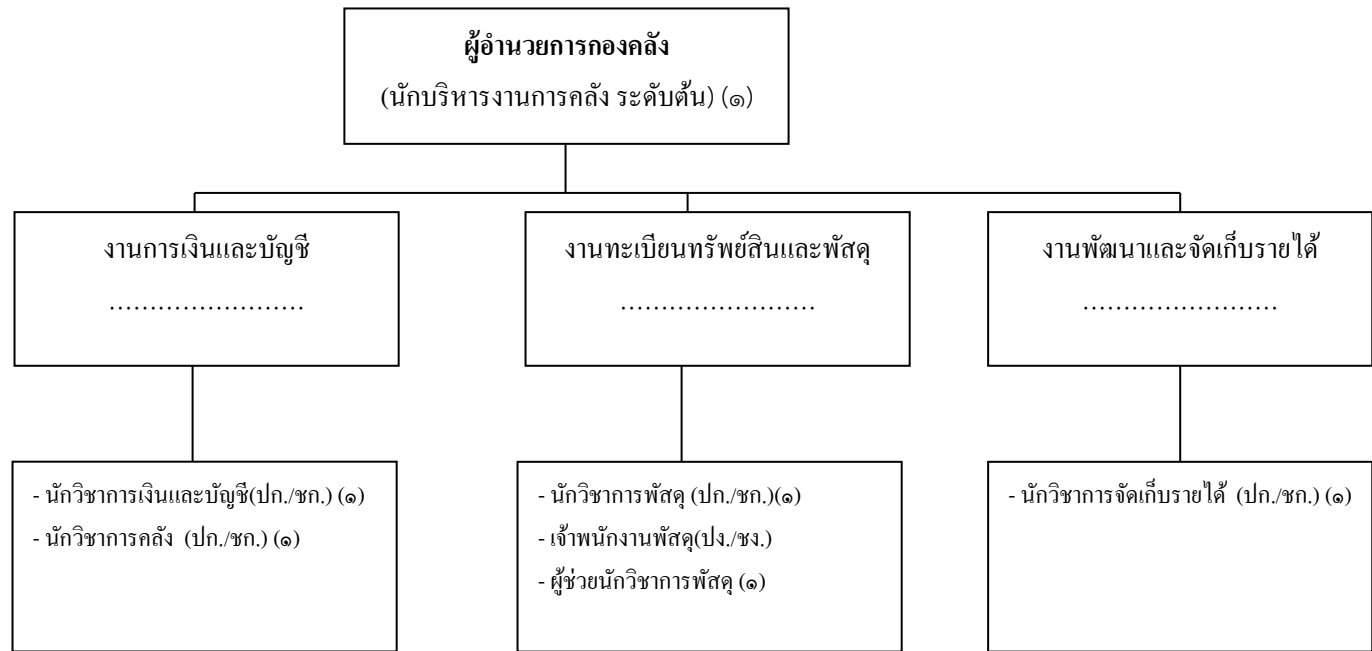 ผู้อำนวยการกองคลัง
(นักบริหารงานการคลัง ระดับต้น) (๑)
งานการเงินและบัญชี
........................
งานทะเบียนทรัพย์สินและพัสดุ
........................
งานพัฒนาและจัดเก็บรายได้
........................
- นักวิชาการเงินและบัญชี(ปก./ชก.) (๑)
- นักวิชาการคลัง (ปก./ชก.) (๑)
- นักวิชาการพัสดุ (ปก./ชก.)(๑)
- เจ้าพนักงานพัสดุ(ปง./ชง.)
- ผู้ช่วยนักวิชาการพัสดุ (๑)
- นักวิชาการจัดเก็บรายได้ (ปก./ชก.) (๑)